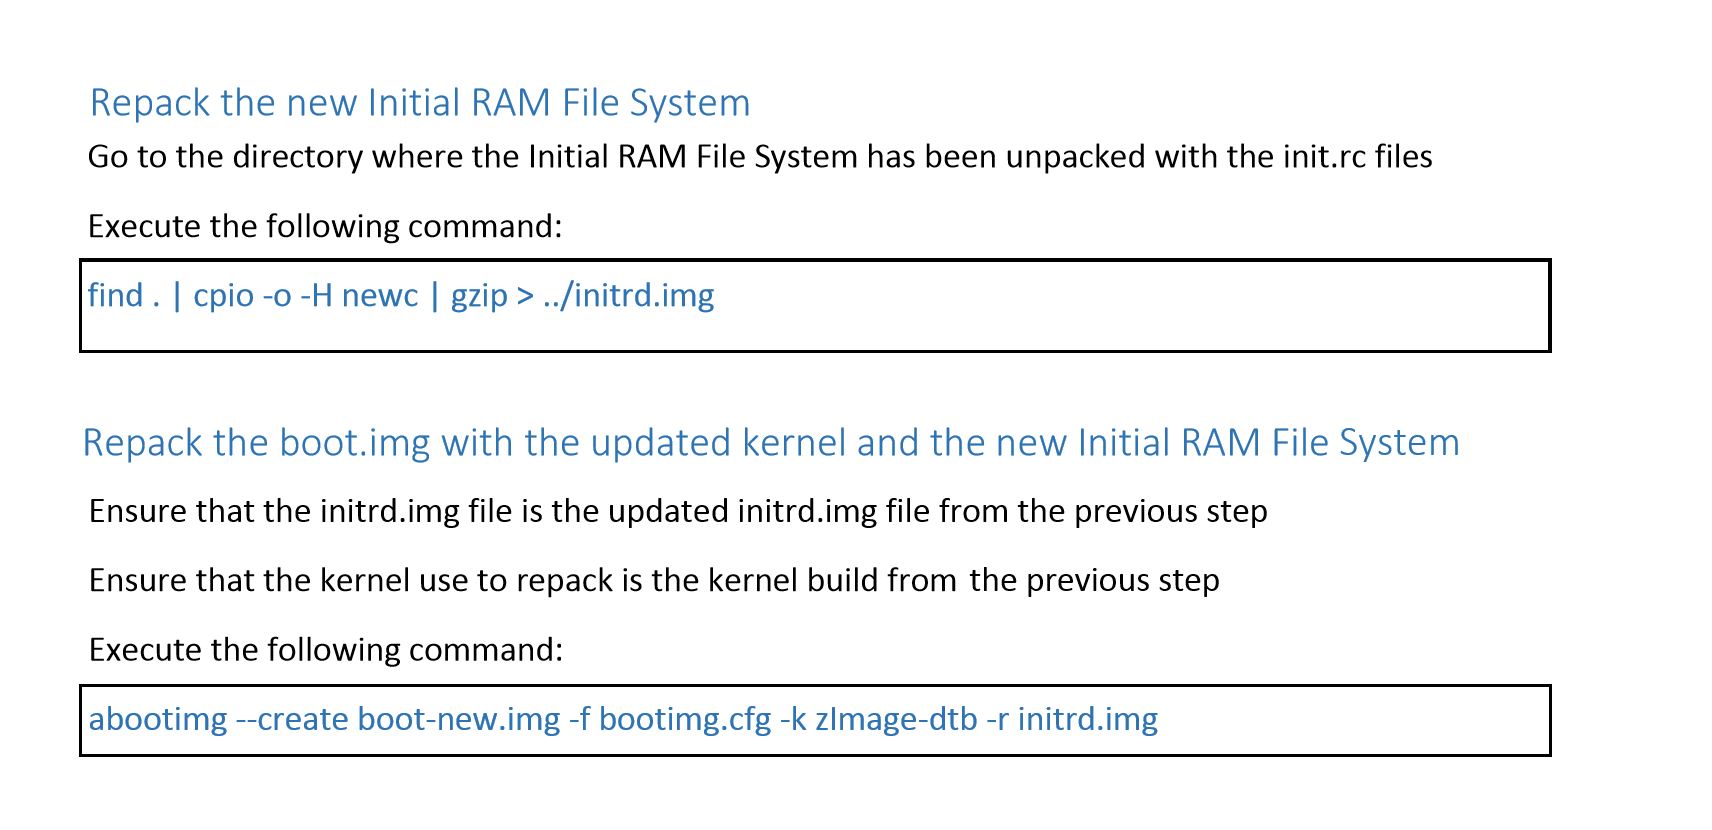 Repack the new Initial RAM File System
Go to the directory where the Initial RAM File System has been unpacked with the init.rc files
Execute the following command:
find . | cpio -o -H newc | gzip > ../initrd.img
Repack the boot.img with the updated kernel and the new Initial RAM File System
Ensure that the initrd.img file is the updated initrd.img file from the previous step
Ensure that the kernel use to repack is the kernel build from the previous step
Execute the following command:
abootimg --create boot-new.img -f bootimg.cfg -k zImage-dtb -r initrd.img